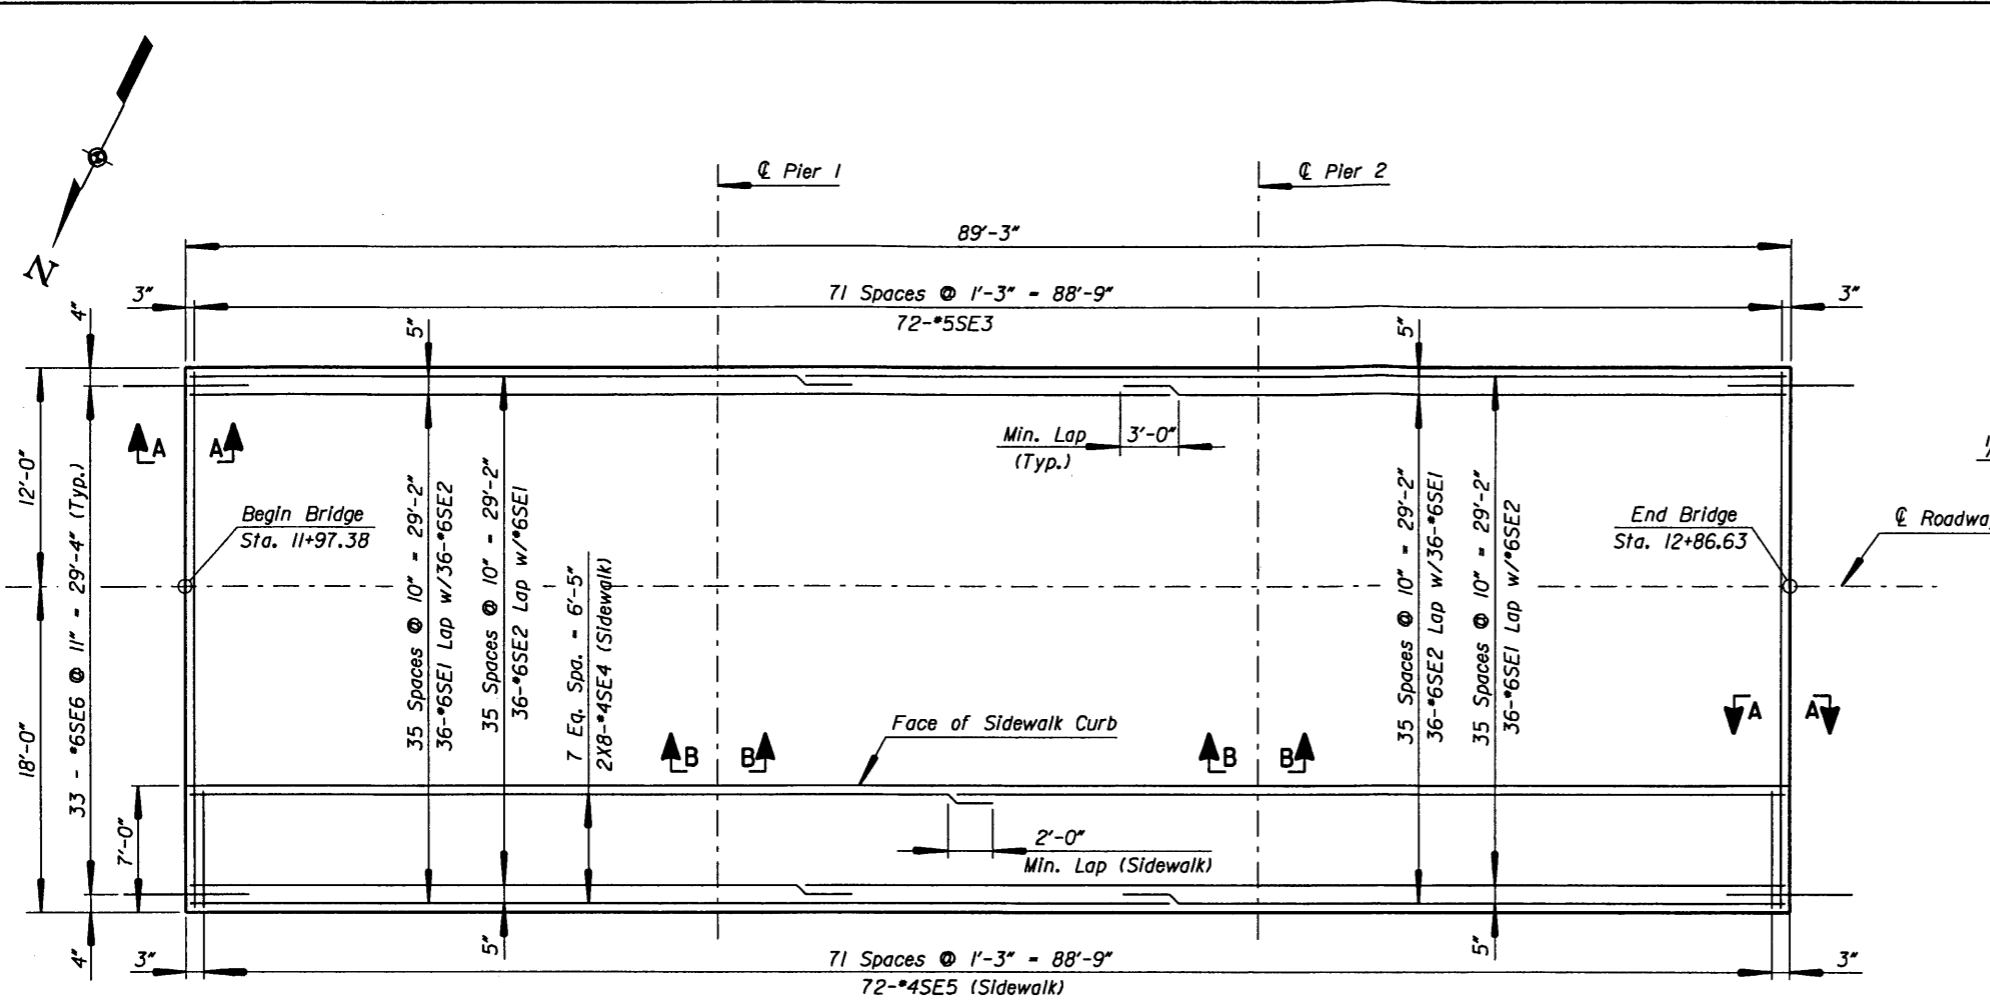 N
℄ Pier 1
℄ Pier 2
89'-3"
3"
71 Spaces @ 1'-3" = 88'-9"
3"
72-#5SE3
4"
5"
5"
12'-0"
33 - #6SE6 @ 11" = 29'-4" (Typ.)
A
A
Min. Lap
(Typ.)
3'-0"
Begin Bridge
Sta. 11+97.38
35 Spaces @ 10" = 29'-2"
36-#6SE1 Lap w/36-#6SE2
35 Spaces @ 10" = 29'-2"
36-#6SE2 Lap w/#6SE1
7 Eq. Spa. = 6'-5"
2X8-#4SE4 (Sidewalk)
35 Spaces @ 10" = 29'-2"
36-#6SE2 Lap w/36-#6SE1
35 Spaces @ 10" = 29'-2"
36-#6SE1 Lap w/#6SE2
End Bridge
Sta. 12+86.63
℄ Roadwa
18'-0"
Face of Sidewalk Curb
B
B
B
B
A
A
7'-0"
2'-0"
Min. Lap (Sidewalk)
4"
5"
5"
3"
71 Spaces @ 1'-3" = 88'-9"
3"
72-#4SE5 (Sidewalk)